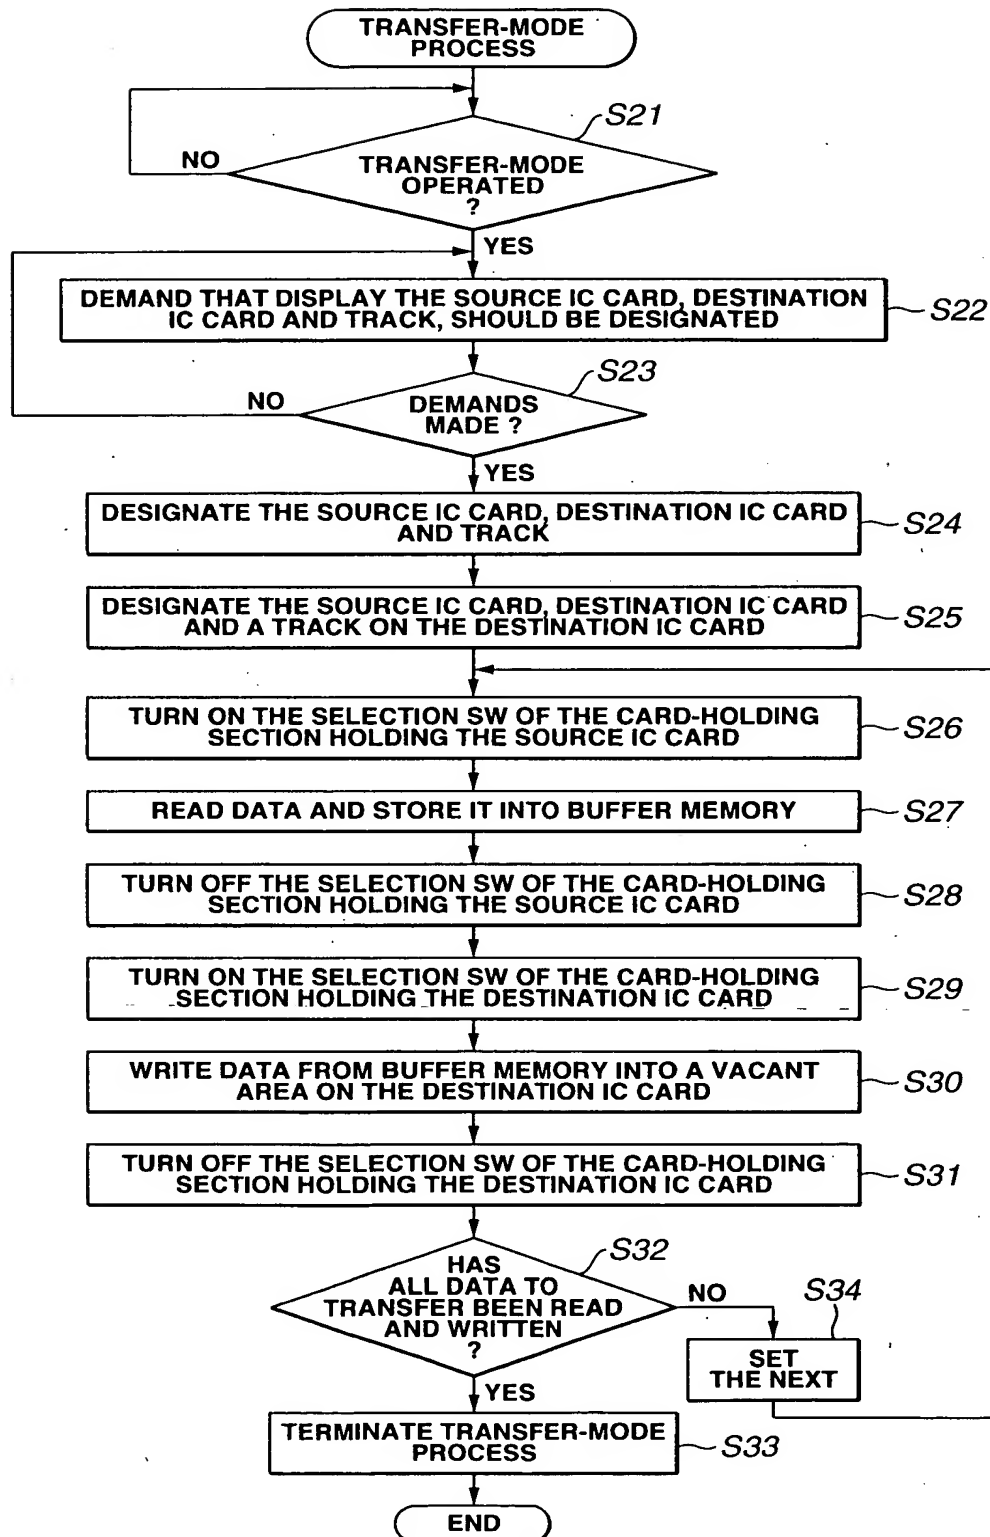 TRANSFER-MODE
PROCESS
S21
NO
TRANSFER-MODE
OPERATED
?
YES
DEMAND THAT DISPLAY THE SOURCE IC CARD, DESTINATION
IC CARD AND TRACK, SHOULD BE DESIGNATED
S22
S23
NO
DEMANDS
MADE ?
YES
DESIGNATE THE SOURCE IC CARD, DESTINATION IC CARD
AND TRACK
S24
DESIGNATE THE SOURCE IC CARD, DESTINATION IC CARD
AND A TRACK ON THE DESTINATION IC CARD
S25
TURN ON THE SELECTION SW OF THE CARD-HOLDING
SECTION HOLDING THE SOURCE IC CARD
S26
READ DATA AND STORE IT INTO BUFFER MEMORY
S27
TURN OFF THE SELECTION SW OF THE CARD-HOLDING
SECTION HOLDING THE SOURCE IC CARD
S28
TURN ON THE SELECTION SW OF THE CARD-HOLDING
SECTION HOLDING THE DESTINATION IC CARD
S29
WRITE DATA FROM BUFFER MEMORY INTO A VACANT
AREA ON THE DESTINATION IC CARD
S30
TURN OFF THE SELECTION SW OF THE CARD-HOLDING
SECTION HOLDING THE DESTINATION IC CARD
S31
S32
HAS
ALL DATA TO
TRANSFER BEEN READ
AND WRITTEN
?
NO
S34
SET
THE NEXT
YES
TERMINATE TRANSFER-MODE
PROCESS
S33
END